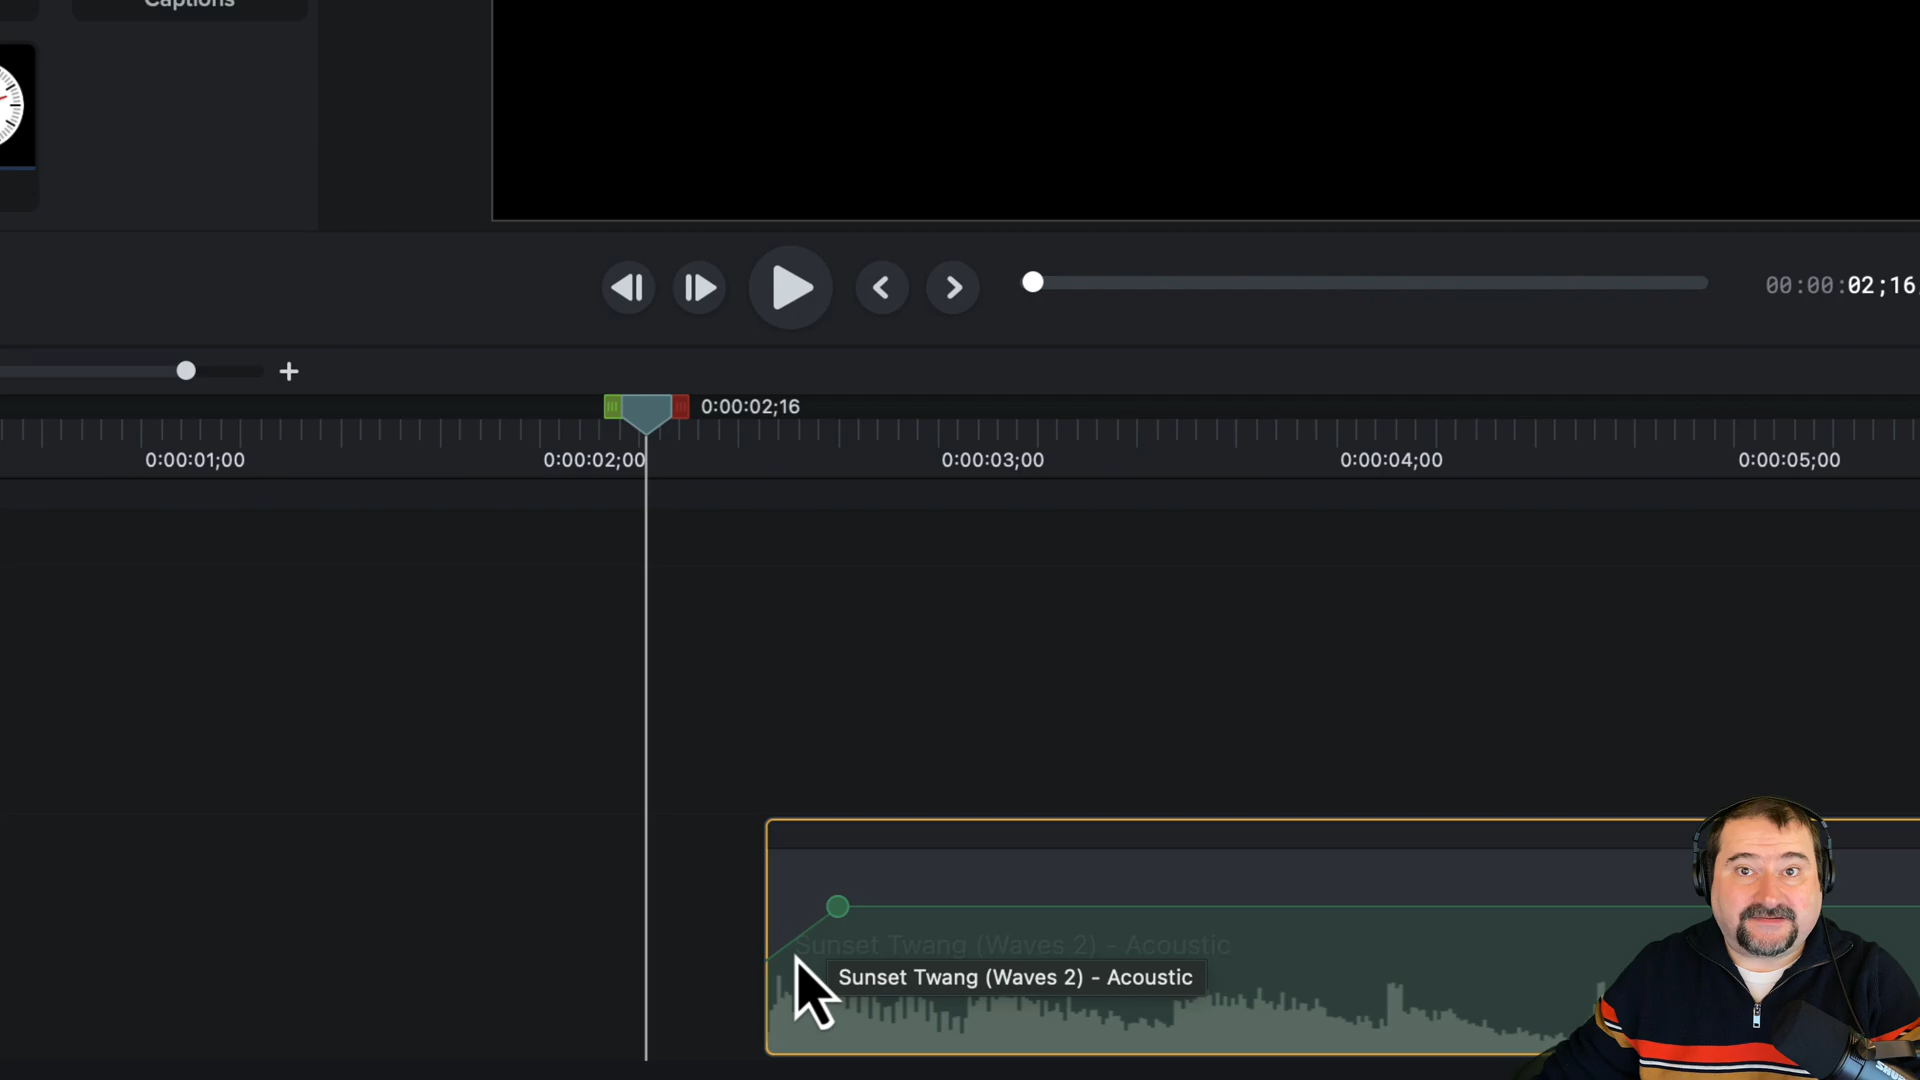 Captions
00:00:02;16
0:00:02;16
0:00:01;00
0:00:02;00
0:00:03;00
0:00:04;00
0:00:05;00
Sunset Twang (Waves 2) - Acoustic
Sunset Twang (Waves 2) - Acoustic